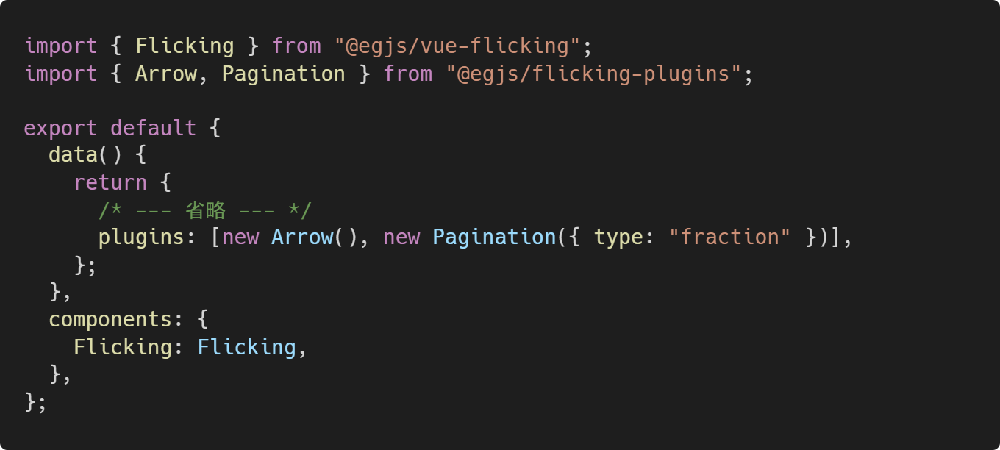 import { Flicking } from "@egjs/vue-flicking";
import { Arrow, Pagination } from "@egjs/flicking-plugins";

export default {
  data() {
    return {
      /* --- 省略 --- */
      plugins: [new Arrow(), new Pagination({ type: "fraction" })],
    };
  },
  components: {
    Flicking: Flicking,
  },
};